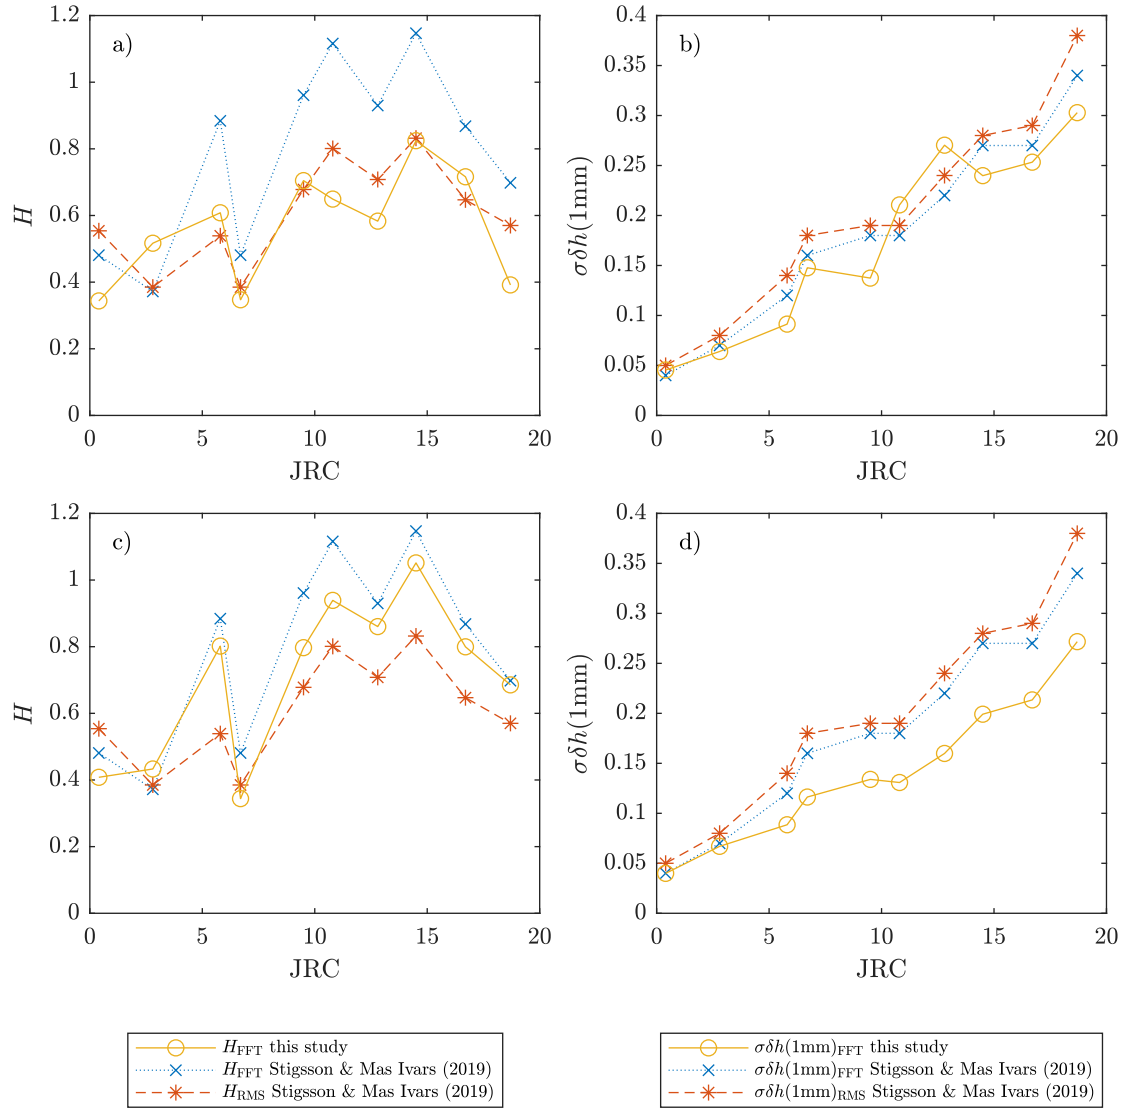 a)
1.2
1
0.8
0.6
0.4
0.2
0
H
0 5 10 15 20
JRC
b)
0.4
0.35
0.3
0.25
0.2
0.15
0.1
0.05
0
σδh(1mm)
0 5 10 15 20
JRC
c)
1.2
1
0.8
0.6
0.4
0.2
0
H
0 5 10 15 20
JRC
d)
0.4
0.35
0.3
0.25
0.2
0.15
0.1
0.05
0
σδh(1mm)
0 5 10 15 20
JRC
H_FFT this study
H_FFT Stigsson & Mas Ivars (2019)
H_RMS Stigsson & Mas Ivars (2019)
σδh(1mm)_FFT this study
σδh(1mm)_FFT Stigsson & Mas Ivars (2019)
σδh(1mm)_RMS Stigsson & Mas Ivars (2019)